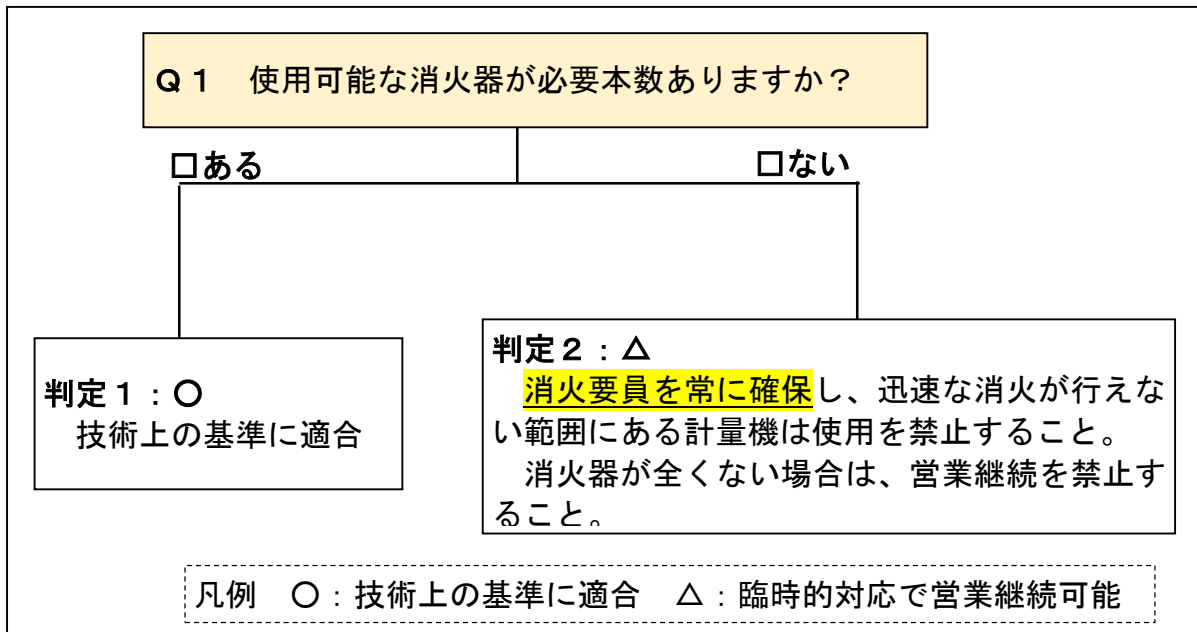 Q1 使用可能な消火器が必要本数ありますか?
□ある
□ない
判定1:○
技術上の基準に適合
判定2:△
消火要員を常に確保し、迅速な消火が行えな
い範囲にある計量機は使用を禁止すること。
消火器が全くない場合は、営業継続を禁止す
ること。
凡例 ○:技術上の基準に適合 △:臨時的対応で営業継続可能